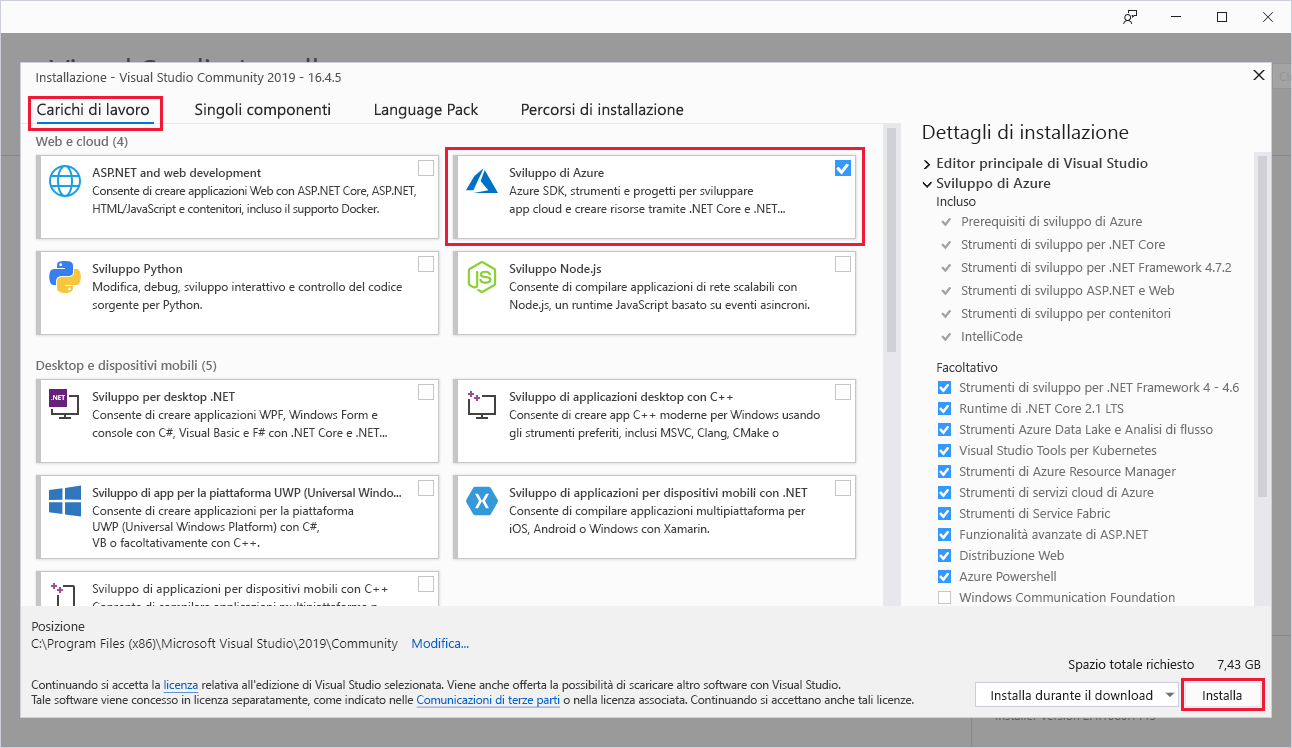 Installazione - Visual Studio Community 2019 - 16.4.5
Carichi di lavoro
Singoli componenti
Language Pack
Percorsi di installazione
Web e cloud (4)
ASP.NET and web development
Consente di creare applicazioni Web con ASP.NET Core, ASP.NET,
HTML/JavaScript e contenitori, incluso il supporto Docker.
Sviluppo di Azure
Azure SDK, strumenti e progetti per sviluppare
app cloud e creare risorse tramite .NET Core e .NET...
Sviluppo Python
Modifica, debug, sviluppo interattivo e controllo del codice
sorgente per Python.
JS
Sviluppo Node.js
Consente di compilare applicazioni di rete scalabili con
Node.js, un runtime JavaScript basato su eventi asincroni.
Desktop e dispositivi mobili (5)
.NET
Sviluppo per desktop .NET
Consente di creare applicazioni WPF, Windows Form e
console con C#, Visual Basic e F# con .NET Core e .NET...
Sviluppo di applicazioni desktop con C++
Consente di creare app C++ moderne per Windows usando
gli strumenti preferiti, inclusi MSVC, Clang, CMake o
Sviluppo di app per la piattaforma UWP (Universal Windo...
Consente di creare applicazioni per la piattaforma
UWP (Universal Windows Platform) con C#,
VB o facoltativamente con C++.
Sviluppo di applicazioni per dispositivi mobili con .NET
Consente di compilare applicazioni multipiattaforma per
iOS, Android o Windows con Xamarin.
Sviluppo di applicazioni per dispositivi mobili con C++
Consente di compilare applicazioni multipiattaforma
Dettagli di installazione
Editor principale di Visual Studio
Sviluppo di Azure
Incluso
Prerequisiti di sviluppo di Azure
Strumenti di sviluppo per .NET Core
Strumenti di sviluppo per .NET Framework 4.7.2
Strumenti di sviluppo ASP.NET e Web
Strumenti di sviluppo per contenitori
IntelliCode
Facoltativo
Strumenti di sviluppo per .NET Framework 4 - 4.6
Runtime di .NET Core 2.1 LTS
Strumenti Azure Data Lake e Analisi di flusso
Visual Studio Tools per Kubernetes
Strumenti di Azure Resource Manager
Strumenti di servizi cloud di Azure
Strumenti di Service Fabric
Funzionalità avanzate di ASP.NET
Distribuzione Web
Azure Powershell
Windows Communication Foundation
Posizione
C:\Program Files (x86)\Microsoft Visual Studio\2019\Community Modifica...
Spazio totale richiesto 7,43 GB
Continuando si accetta la licenza relativa all'edizione di Visual Studio selezionata. Viene anche offerta la possibilità di scaricare altro software con Visual Studio.
Tale software viene concesso in licenza separatamente, come indicato nelle Comunicazioni di terze parti o nella licenza associata. Continuando si accettano anche tali licenze.
Installa durante il download
Installa